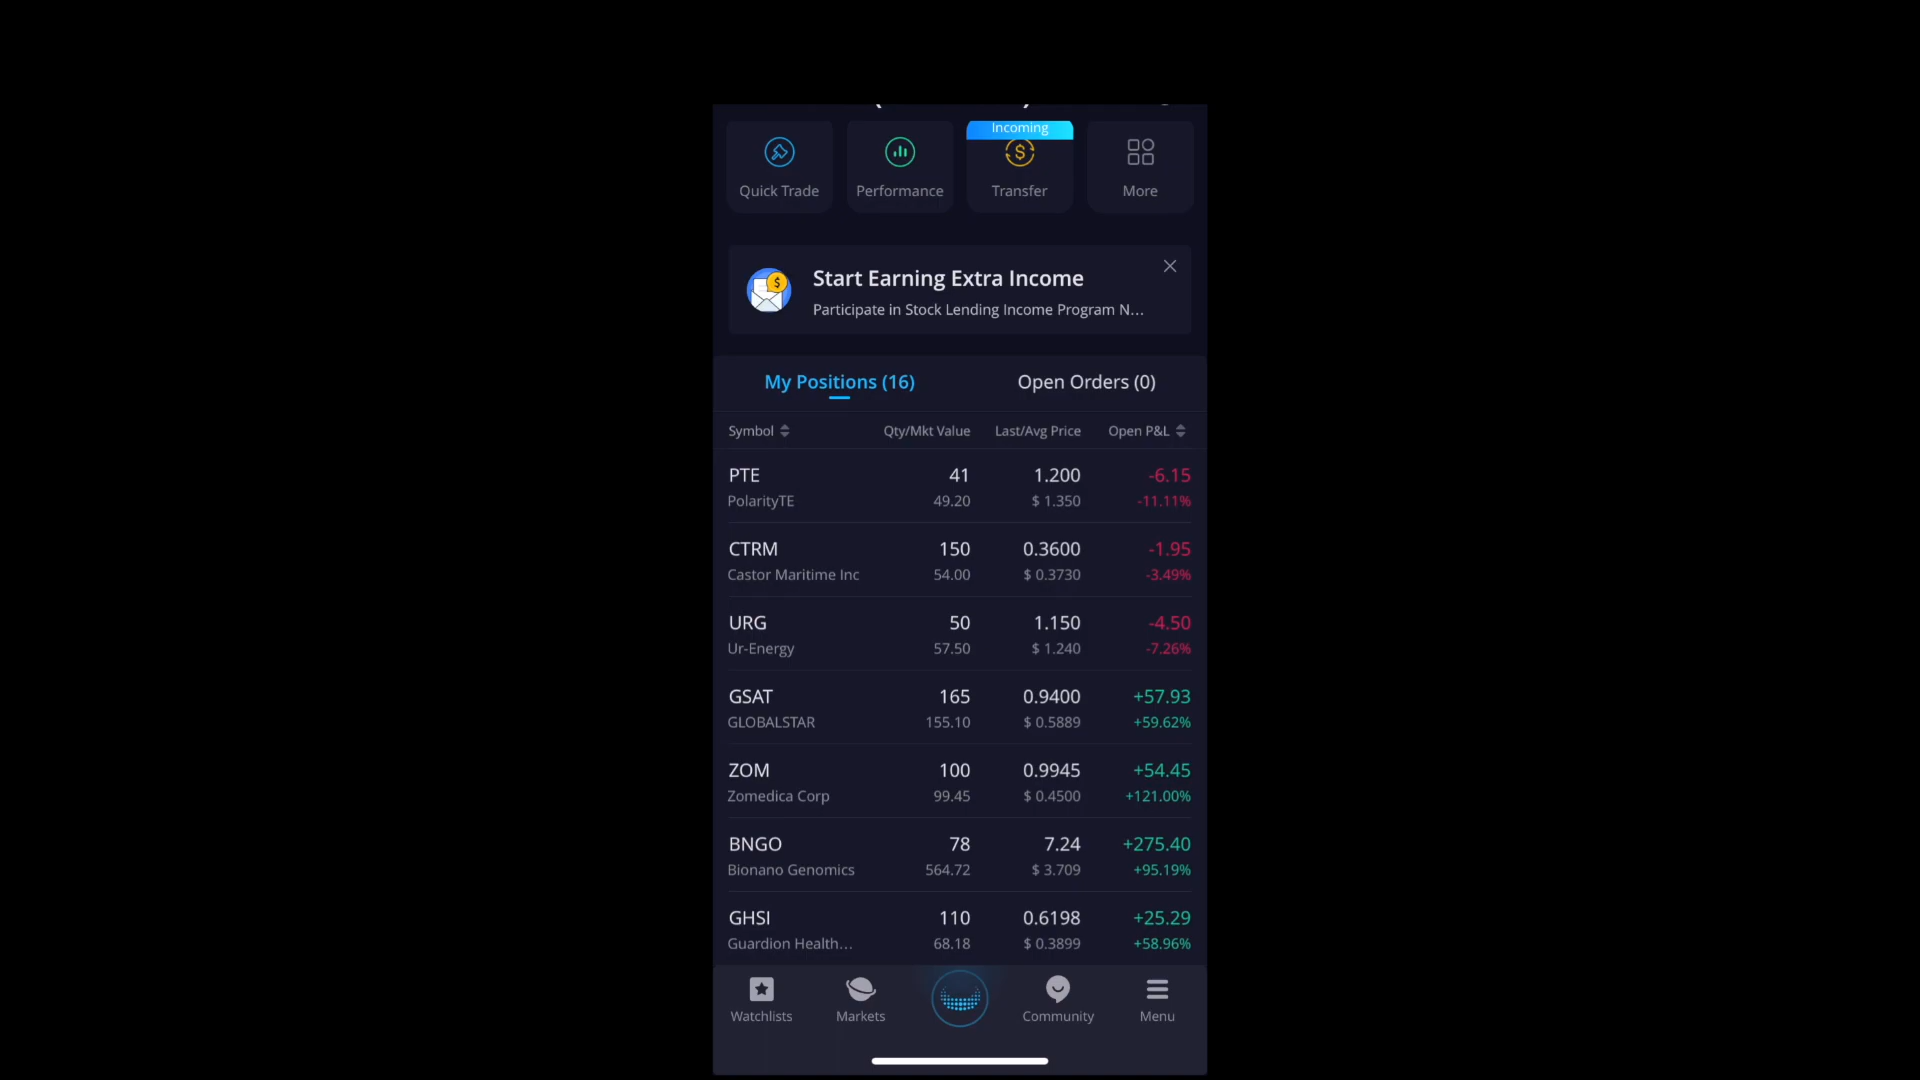 Incoming
Quick Trade Performance Transfer More
Start Earning Extra Income
Participate in Stock Lending Income Program N...
My Positions (16) Open Orders (0)
Symbol Qty/Mkt Value Last/Avg Price Open P&L
PTE 41 1.200 -6.15
PolarityTE 49.20 $ 1.350 -11.11%
CTRM 150 0.3600 -1.95
Castor Maritime Inc 54.00 $ 0.3730 -3.49%
URG 50 1.150 -4.50
Ur-Energy 57.50 $ 1.240 -7.26%
GSAT 165 0.9400 +57.93
GLOBALSTAR 155.10 $ 0.5889 +59.62%
ZOM 100 0.9945 +54.45
Zomedica Corp 99.45 $ 0.4500 +121.00%
BNGO 78 7.24 +275.40
Bionano Genomics 564.72 $ 3.709 +95.19%
GHSI 110 0.6198 +25.29
Guardion Health... 68.18 $ 0.3899 +58.96%
Watchlists Markets Community Menu